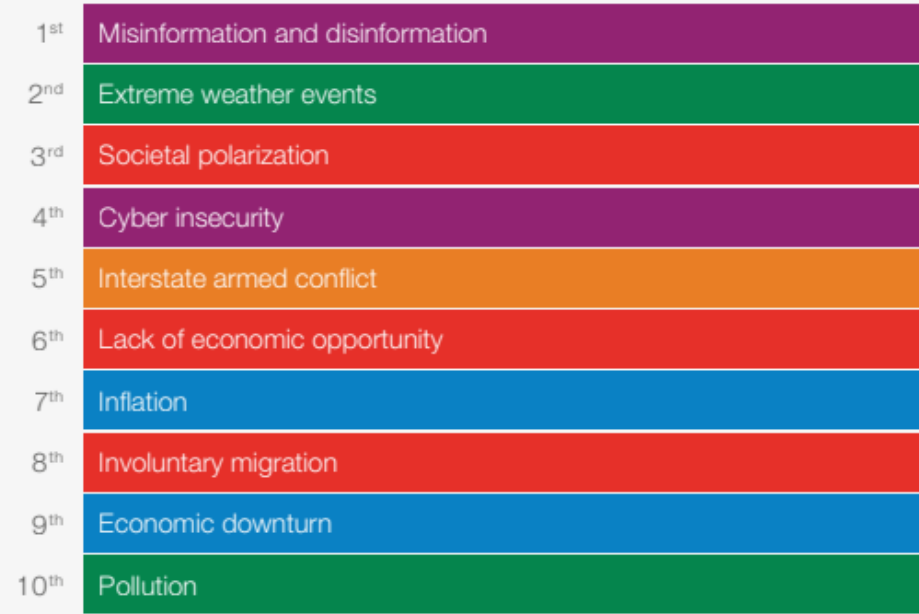 1st Misinformation and disinformation
2nd Extreme weather events
3rd Societal polarization
4th Cyber insecurity
5th Interstate armed conflict
6th Lack of economic opportunity
7th Inflation
8th Involuntary migration
9th Economic downturn
10th Pollution